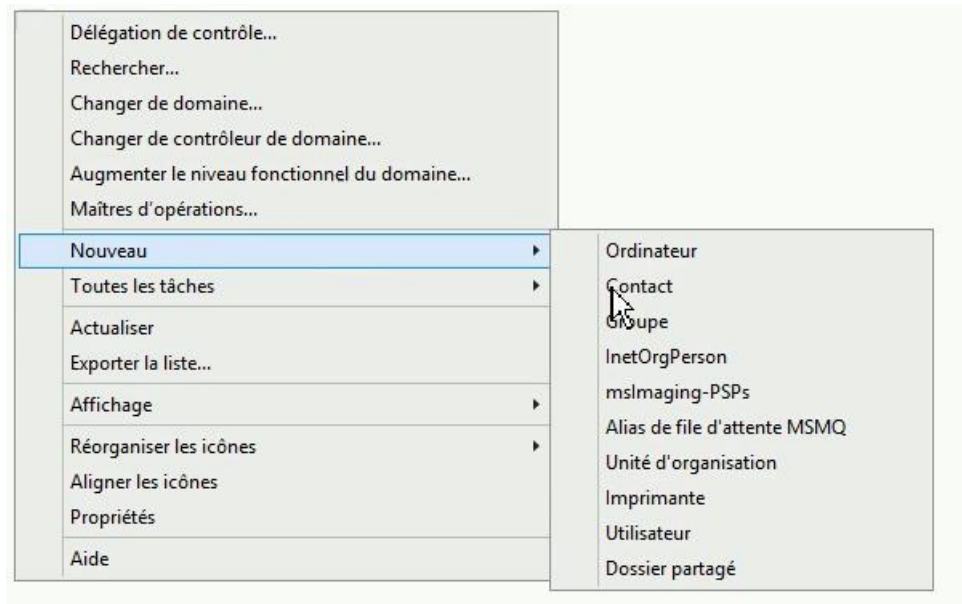 Délégation de contrôle...
Rechercher...
Changer de domaine...
Changer de contrôleur de domaine...
Augmenter le niveau fonctionnel du domaine...
Maîtres d'opérations...
Nouveau
Toutes les tâches
Actualiser
Exporter la liste...
Affichage
Réorganiser les icônes
Aligner les icônes
Propriétés
Aide
Ordinateur
Contact
Groupe
InetOrgPerson
msImaging-PSPs
Alias de file d'attente MSMQ
Unité d'organisation
Imprimante
Utilisateur
Dossier partagé